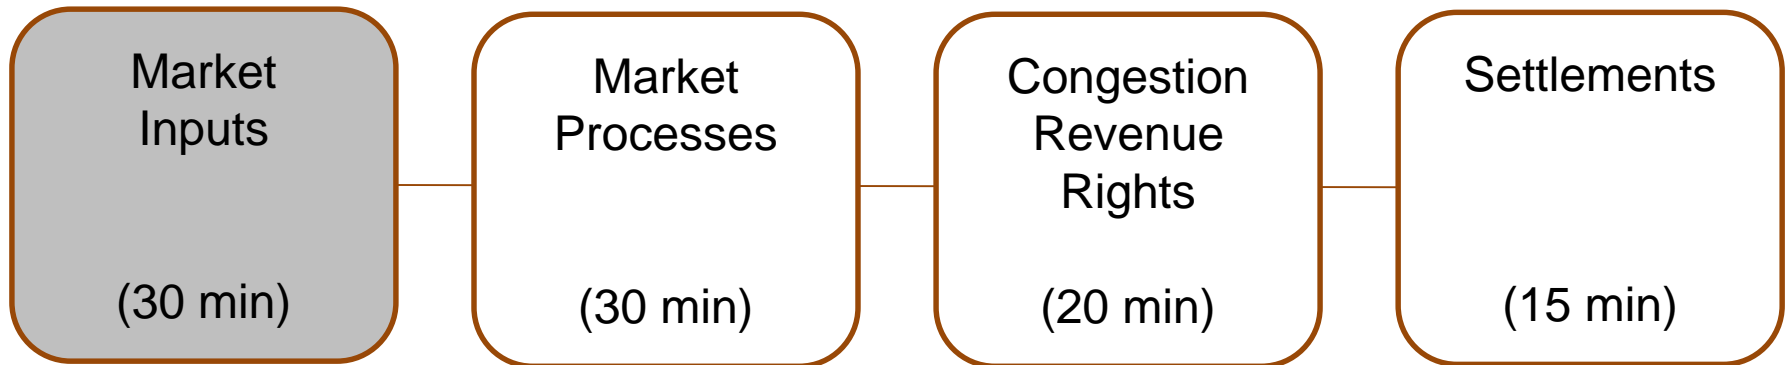 Market
Inputs
(30 min)
Market
Processes
(30 min)
Congestion
Revenue
Rights
(20 min)
Settlements
(15 min)